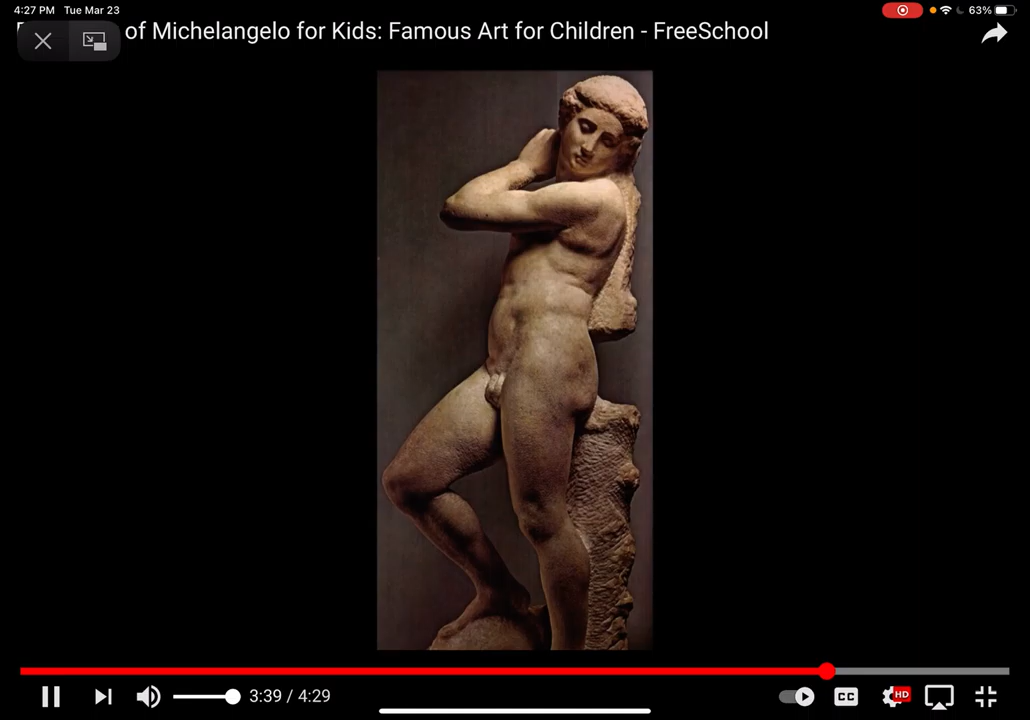 4:27 PM Tue Mar 23
63%
of Michelangelo for Kids: Famous Art for Children - FreeSchool
3:39 / 4:29
CC
HD